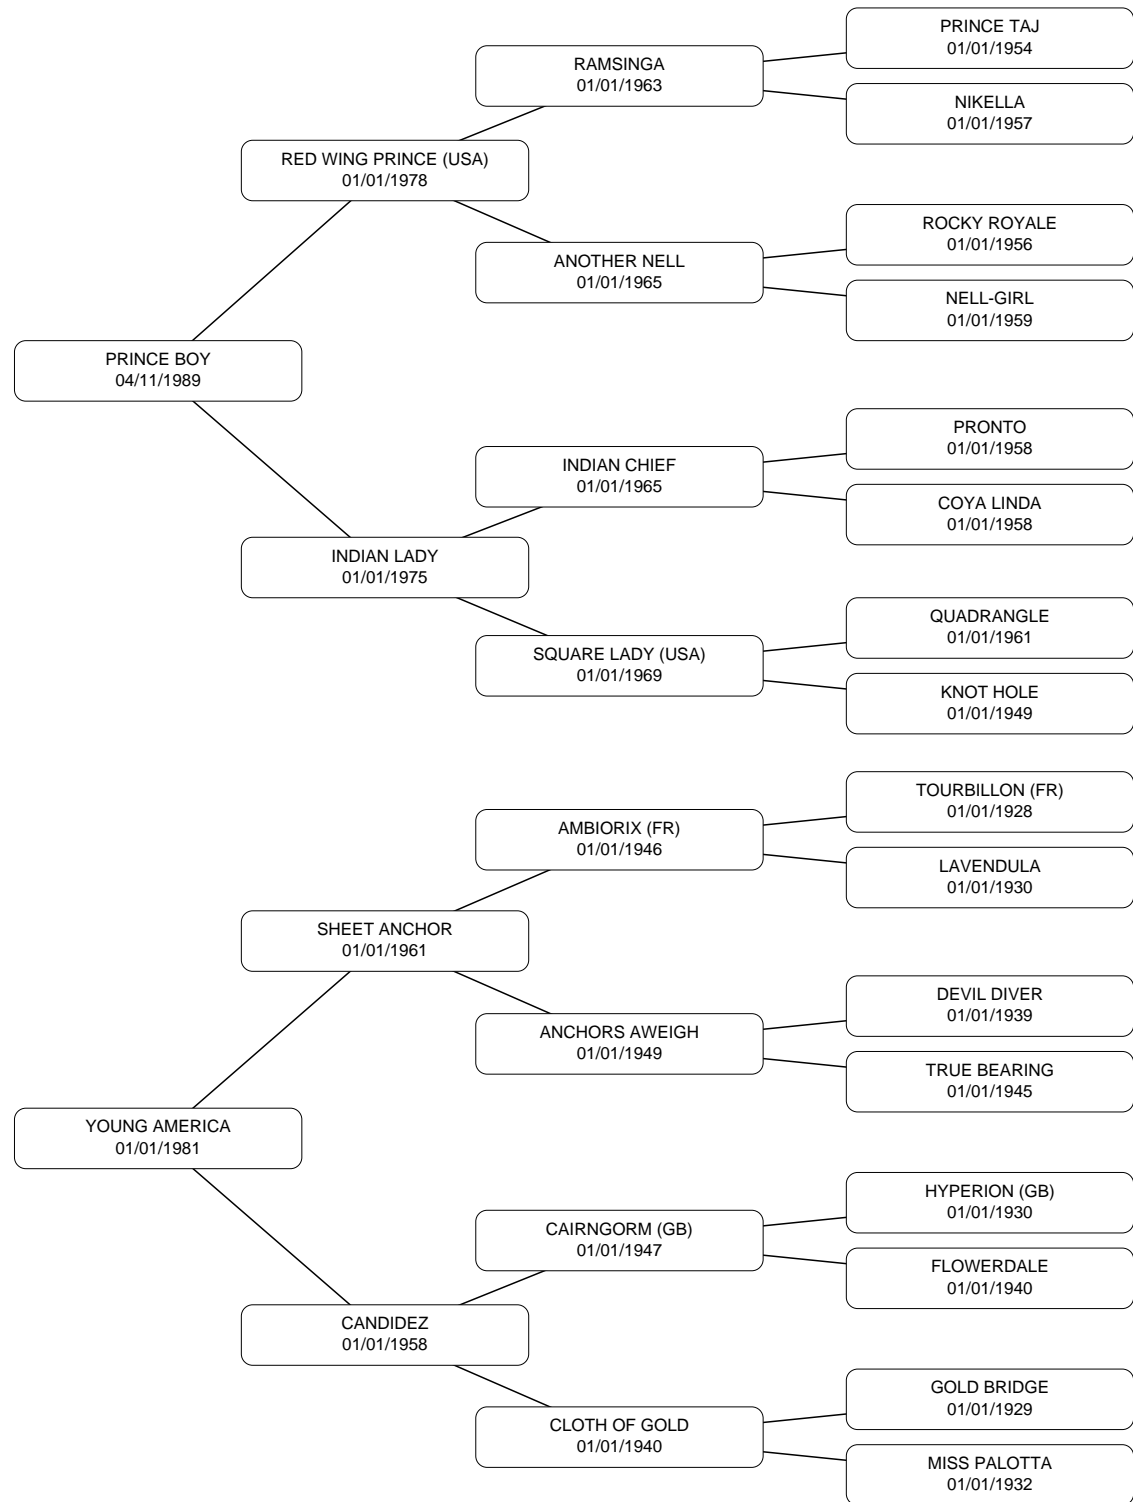 PRINCE TAJ
01/01/1954
RAMSINGA
01/01/1963
NIKELLA
01/01/1957
RED WING PRINCE (USA)
01/01/1978
ROCKY ROYALE
01/01/1956
ANOTHER NELL
01/01/1965
NELL-GIRL
01/01/1959
PRINCE BOY
04/11/1989
PRONTO
01/01/1958
INDIAN CHIEF
01/01/1965
COYA LINDA
01/01/1958
INDIAN LADY
01/01/1975
QUADRANGLE
01/01/1961
SQUARE LADY (USA)
01/01/1969
KNOT HOLE
01/01/1949
TOURBILLON (FR)
01/01/1928
AMBIORIX (FR)
01/01/1946
LAVENDULA
01/01/1930
SHEET ANCHOR
01/01/1961
DEVIL DIVER
01/01/1939
ANCHORS AWEIGH
01/01/1949
TRUE BEARING
01/01/1945
YOUNG AMERICA
01/01/1981
HYPERION (GB)
01/01/1930
CAIRNGORM (GB)
01/01/1947
FLOWERDALE
01/01/1940
CANDIDEZ
01/01/1958
GOLD BRIDGE
01/01/1929
CLOTH OF GOLD
01/01/1940
MISS PALOTTA
01/01/1932